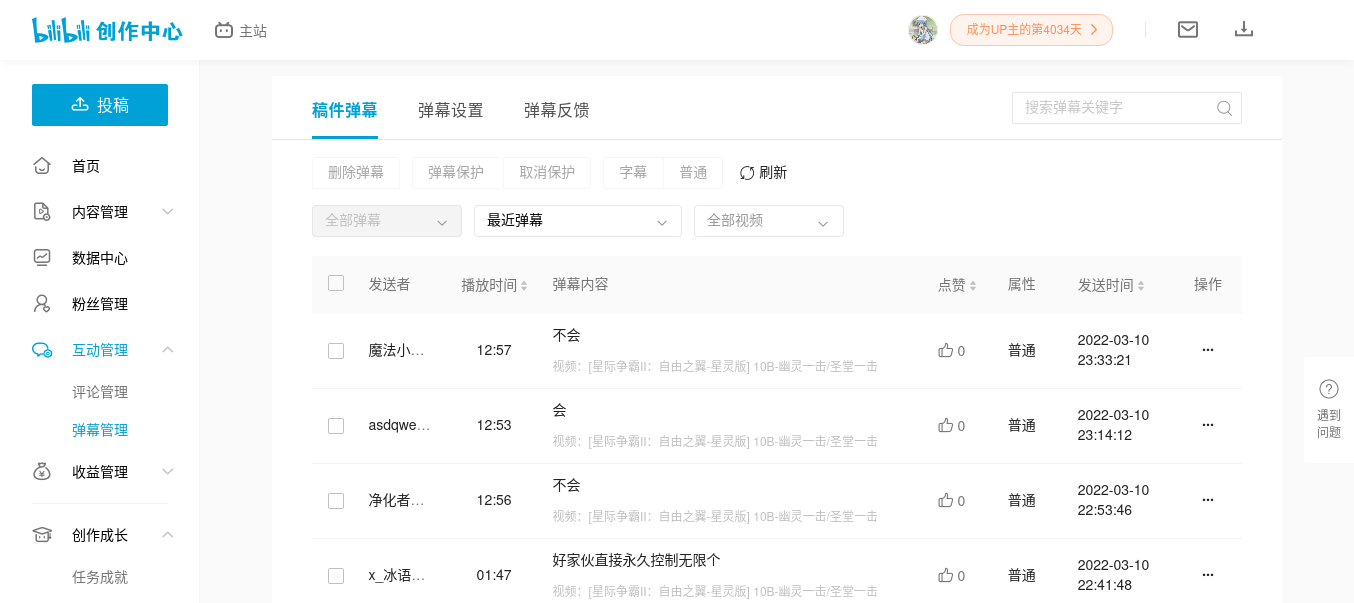 bilibili 创作中心
主站
成为UP主的第4034天
投稿
首页
内容管理
数据中心
粉丝管理
互动管理
评论管理
弹幕管理
收益管理
创作成长
任务成就
稿件弹幕 弹幕设置 弹幕反馈
搜索弹幕关键字
删除弹幕 弹幕保护 取消保护 字幕 普通 刷新
全部弹幕 最近弹幕 全部视频
发送者 播放时间 弹幕内容 点赞 属性 发送时间 操作
不会
魔法小... 12:57 0 普通 2022-03-10
23:33:21 ...
视频：[星际争霸II：自由之翼-星灵版] 10B-幽灵一击/圣堂一击
会
asdqwe... 12:53 0 普通 2022-03-10
23:14:12 ...
视频：[星际争霸II：自由之翼-星灵版] 10B-幽灵一击/圣堂一击
不会
净化者... 12:56 0 普通 2022-03-10
22:53:46 ...
视频：[星际争霸II：自由之翼-星灵版] 10B-幽灵一击/圣堂一击
好家伙直接永久控制无限个
x_冰语... 01:47 0 普通 2022-03-10
22:41:48 ...
视频：[星际争霸II：自由之翼-星灵版] 10B-幽灵一击/圣堂一击
遇到
问题